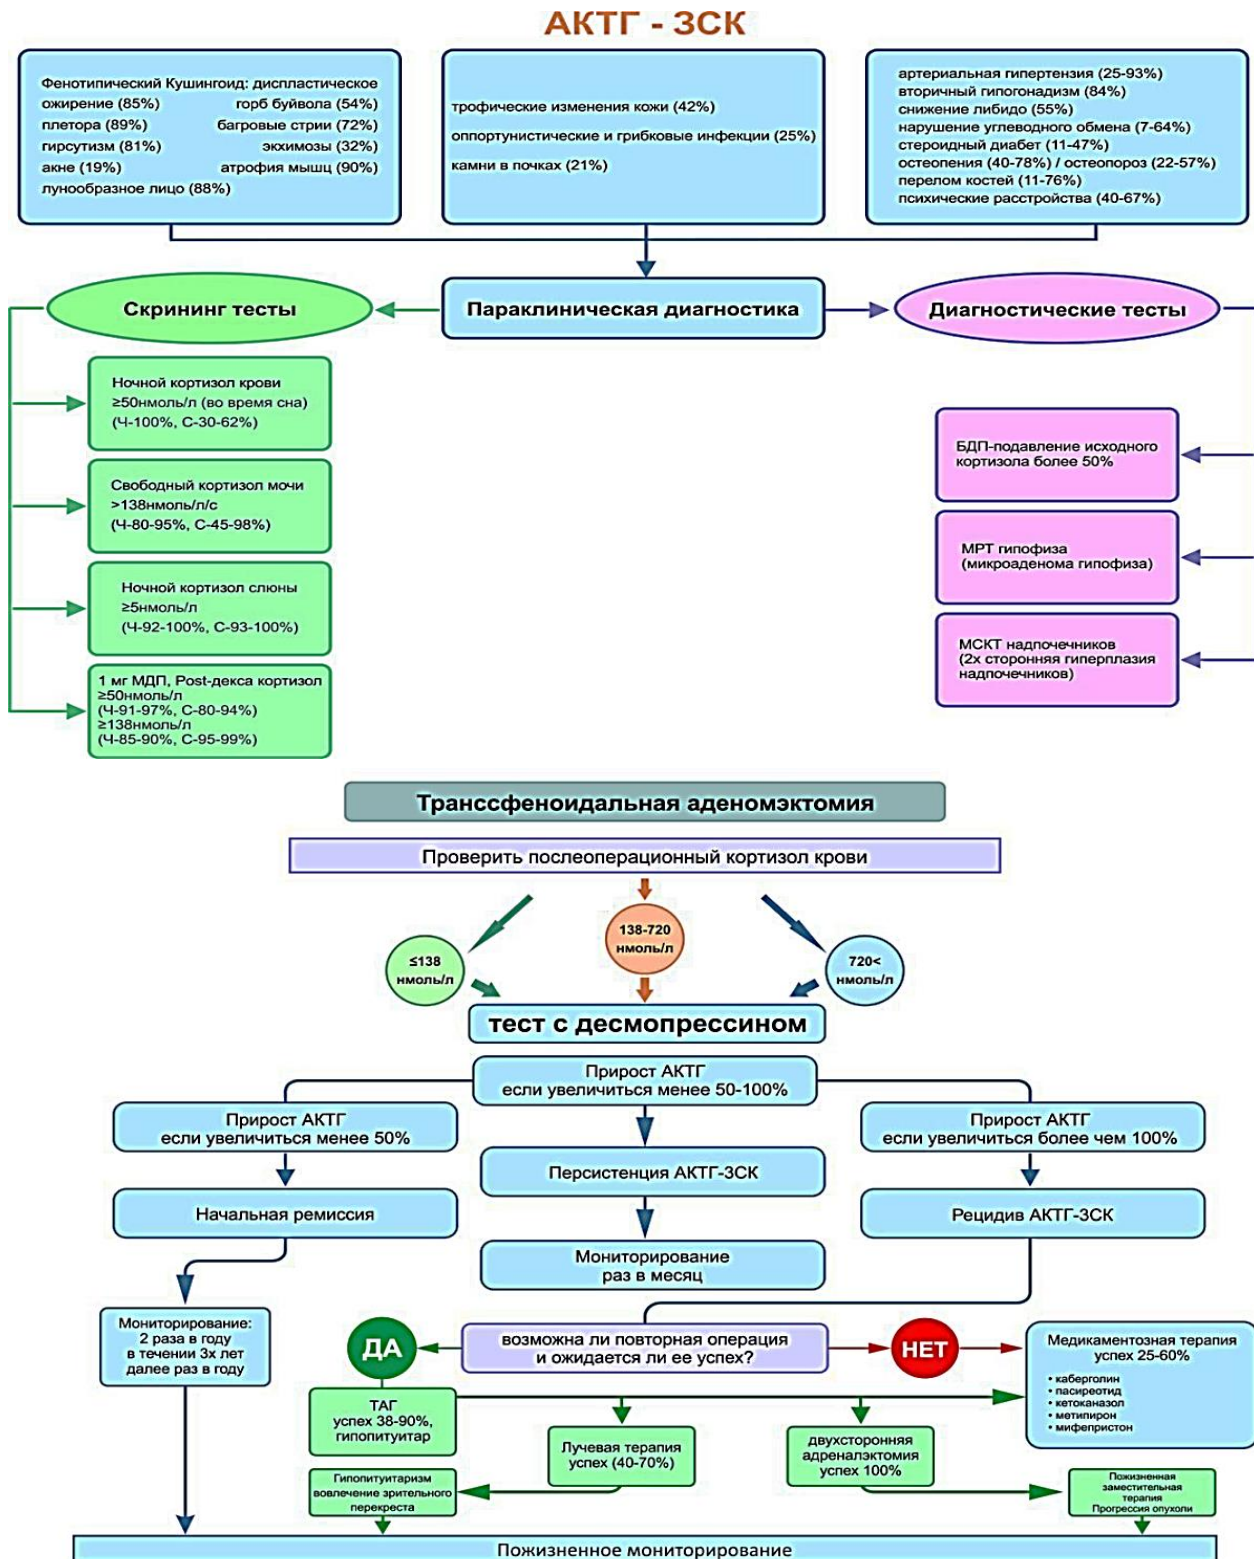 АКТГ - ЗСК
Фенотипический Кушингоид: диспластическое
ожирение (85%) горб буйвола (54%)
плетора (89%) багровые стрии (72%)
гирсутизм (81%) экхимозы (32%)
акне (19%) атрофия мышц (90%)
лунообразное лицо (88%)
трофические изменения кожи (42%)
оппортунистические и грибковые инфекции (25%)
камни в почках (21%)
артериальная гипертензия (25-93%)
вторичный гипогонадизм (84%)
снижение либидо (55%)
нарушение углеводного обмена (7-64%)
стероидный диабет (11-47%)
остеопения (40-78%) / остеопороз (22-57%)
перелом костей (11-76%)
психические расстройства (40-67%)
Скрининг тесты
Параклиническая диагностика
Диагностические тесты
Ночной кортизол крови
≥50нмоль/л (во время сна)
(Ч-100%, С-30-62%)
Свободный кортизол мочи
>138нмоль/л/с
(Ч-80-95%, С-45-98%)
Ночной кортизол слюны
≥5нмоль/л
(Ч-92-100%, С-93-100%)
1 мг МДП, Post-декса кортизол
≥50нмоль/л
(Ч-91-97%, С-80-94%)
≥138нмоль/л
(Ч-85-90%, С-95-99%)
БДП-подавление исходного
кортизола более 50%
МРТ гипофиза
(микроаденома гипофиза)
МСКТ надпочечников
(2х сторонняя гиперплазия
надпочечников)
Транссфеноидальная аденомэктомия
Проверить послеоперационный кортизол крови
≤138
нмоль/л
138-720
нмоль/л
720<
нмоль/л
тест с десмопрессином
Прирост АКТГ
если увеличиться менее 50-100%
Прирост АКТГ
если увеличиться менее 50%
Прирост АКТГ
если увеличиться более чем 100%
Начальная ремиссия
Персистенция АКТГ-ЗСК
Рецидив АКТГ-ЗСК
Мониторирование
раз в месяц
Мониторирование:
2 раза в году
в течении 3х лет
далее раз в году
ДА
возможна ли повторная операция
и ожидается ли ее успех?
НЕТ
Медикаментозная терапия
успех 25-60%
• каберголин
• пасиреотид
• кетоканазол
• метипирон
• мифепристон
ТАГ
успех 38-90%,
гипопитуитар
Лучевая терапия
успех (40-70%)
двухсторонняя
адреналэктомия
успех 100%
Гипопитуитаризм
вовлечение зрительного
перекреста
Пожизненная
заместительная
терапия
Прогрессия опухоли
Пожизненное мониторирование